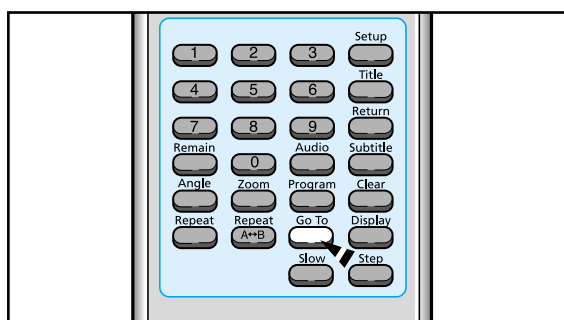 Setup
1 2 3
Title
4 5 6
Return
7 8 9
Remain Audio Subtitle
0
Angle Zoom Program Clear
Repeat Repeat Go To Display
A↔B
Slow Step